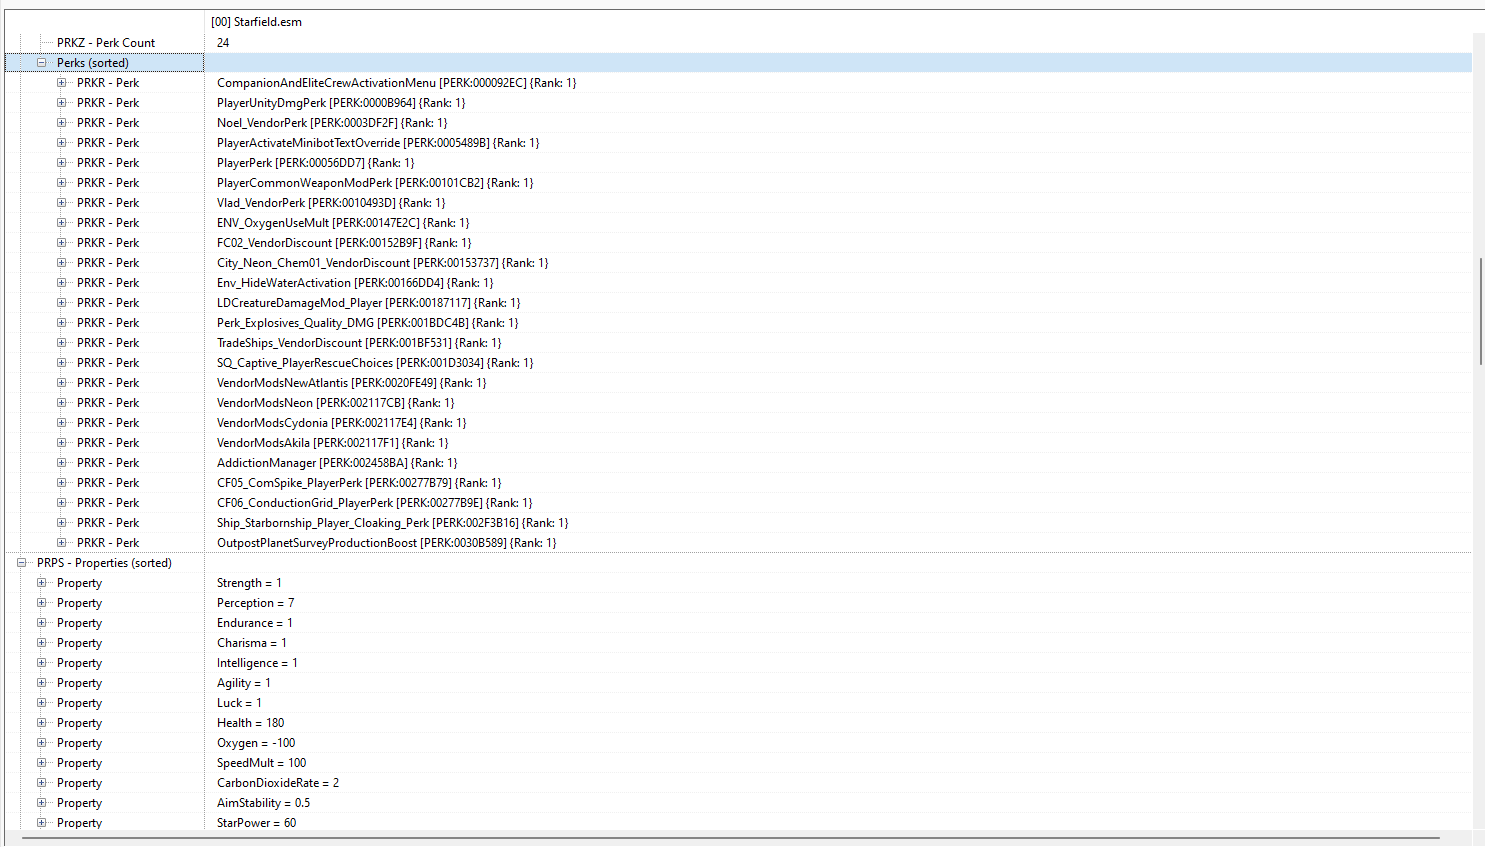 [00] Starfield.esm
PRKZ - Perk Count 24
Perks (sorted)
PRKR - Perk CompanionAndEliteCrewActivationMenu [PERK:000092EC] {Rank: 1}
PRKR - Perk PlayerUnityDmgPerk [PERK:0000B964] {Rank: 1}
PRKR - Perk Noel_VendorPerk [PERK:0003DF2F] {Rank: 1}
PRKR - Perk PlayerActivateMinibotTextOverride [PERK:0005489B] {Rank: 1}
PRKR - Perk PlayerPerk [PERK:00056DD7] {Rank: 1}
PRKR - Perk PlayerCommonWeaponModPerk [PERK:00101CB2] {Rank: 1}
PRKR - Perk Vlad_VendorPerk [PERK:0010493D] {Rank: 1}
PRKR - Perk ENV_OxygenUseMult [PERK:00147E2C] {Rank: 1}
PRKR - Perk FC02_VendorDiscount [PERK:00152B9F] {Rank: 1}
PRKR - Perk City_Neon_Chem01_VendorDiscount [PERK:00153737] {Rank: 1}
PRKR - Perk Env_HideWaterActivation [PERK:00166DD4] {Rank: 1}
PRKR - Perk LDCreatureDamageMod_Player [PERK:00187117] {Rank: 1}
PRKR - Perk Perk_Explosives_Quality_DMG [PERK:001BDC4B] {Rank: 1}
PRKR - Perk TradeShips_VendorDiscount [PERK:001BF531] {Rank: 1}
PRKR - Perk SQ_Captive_PlayerRescueChoices [PERK:001D3034] {Rank: 1}
PRKR - Perk VendorModsNewAtlantis [PERK:0020FE49] {Rank: 1}
PRKR - Perk VendorModsNeon [PERK:002117CB] {Rank: 1}
PRKR - Perk VendorModsCydonia [PERK:002117E4] {Rank: 1}
PRKR - Perk VendorModsAkila [PERK:002117F1] {Rank: 1}
PRKR - Perk AddictionManager [PERK:002458BA] {Rank: 1}
PRKR - Perk CF05_ComSpike_PlayerPerk [PERK:00277B79] {Rank: 1}
PRKR - Perk CF06_ConductionGrid_PlayerPerk [PERK:00277B9E] {Rank: 1}
PRKR - Perk Ship_Starbornship_Player_Cloaking_Perk [PERK:002F3B16] {Rank: 1}
PRKR - Perk OutpostPlanetSurveyProductionBoost [PERK:0030B589] {Rank: 1}
PRPS - Properties (sorted)
Property Strength = 1
Property Perception = 7
Property Endurance = 1
Property Charisma = 1
Property Intelligence = 1
Property Agility = 1
Property Luck = 1
Property Health = 180
Property Oxygen = -100
Property SpeedMult = 100
Property CarbonDioxideRate = 2
Property AimStability = 0.5
Property StarPower = 60